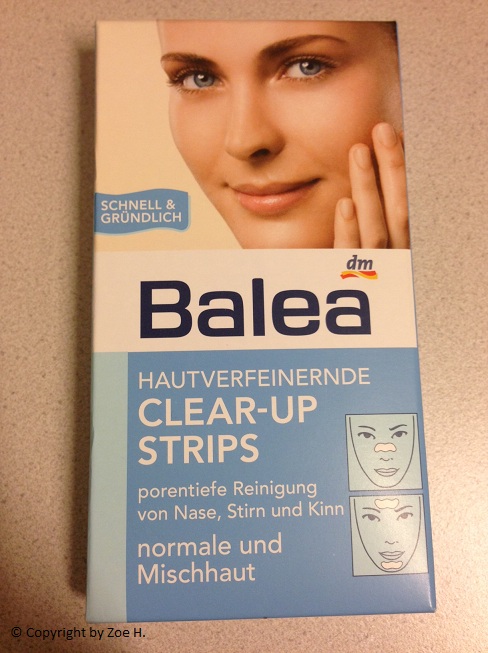 SCHNELL &
GRÜNDLICH
dm
Balea
HAUTVERFEINERNDE
CLEAR-UP
STRIPS
porentiefe Reinigung
von Nase, Stirn und Kinn
normale und
Mischhaut
© Copyright by Zoe H.